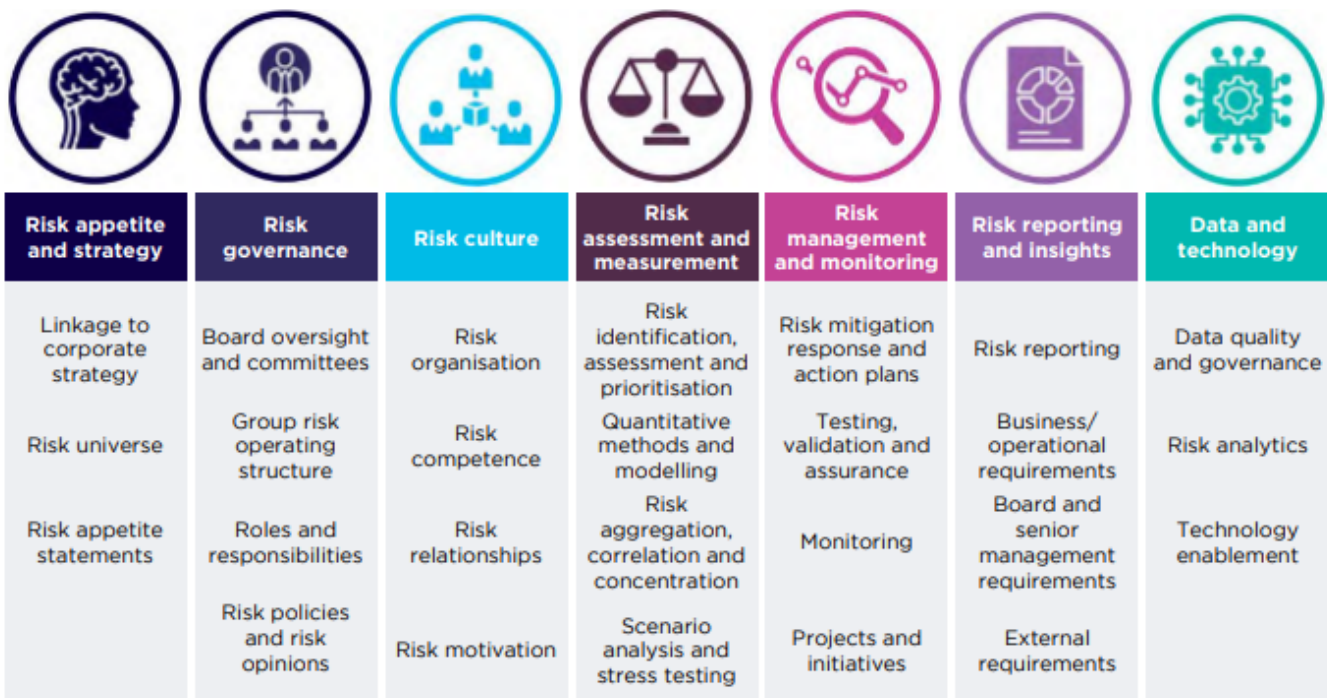 Risk appetite
and strategy
Linkage to
corporate
strategy
Risk universe
Risk appetite
statements
Risk
governance
Board oversight
and committees
Group risk
operating
structure
Roles and
responsibilities
Risk policies
and risk
opinions
Risk culture
Risk
organisation
Risk
competence
Risk
relationships
Risk motivation
Risk
assessment and
measurement
Risk
identification,
assessment and
prioritisation
Quantitative
methods and
modelling
Risk
aggregation,
correlation and
concentration
Scenario
analysis and
stress testing
Risk
management
and monitoring
Risk mitigation
response and
action plans
Testing,
validation and
assurance
Monitoring
Projects and
initiatives
Risk reporting
and insights
Risk reporting
Business/
operational
requirements
Board and
senior
management
requirements
External
requirements
Data and
technology
Data quality
and governance
Risk analytics
Technology
enablement